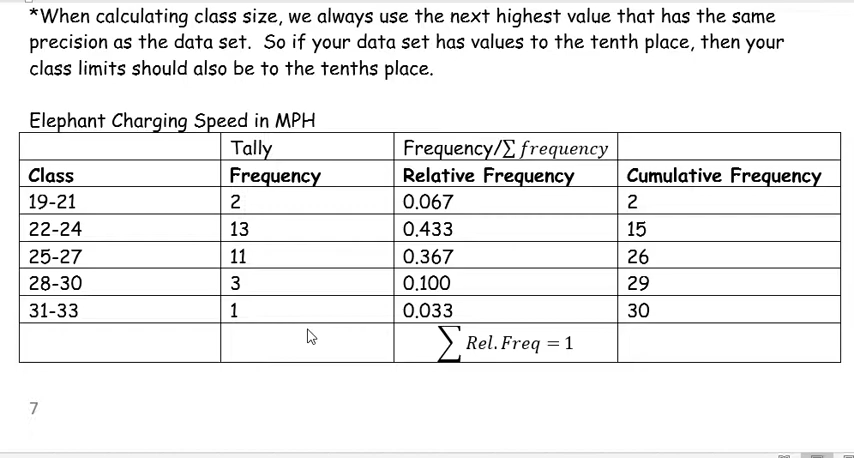 *When calculating class size, we always use the next highest value that has the same
precision as the data set.  So if your data set has values to the tenth place, then your
class limits should also be to the tenths place.
Elephant Charging Speed in MPH
Tally Frequency/∑ frequency
Class Frequency Relative Frequency Cumulative Frequency
19-21 2 0.067 2
22-24 13 0.433 15
25-27 11 0.367 26
28-30 3 0.100 29
31-33 1 0.033 30
∑ Rel. Freq = 1
7